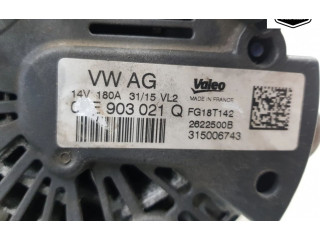 VW AG
14V 180A 31/15 VL2
903 021 Q
Valeo
MADE IN FRANCE
FG18T142
2622500B
315006743